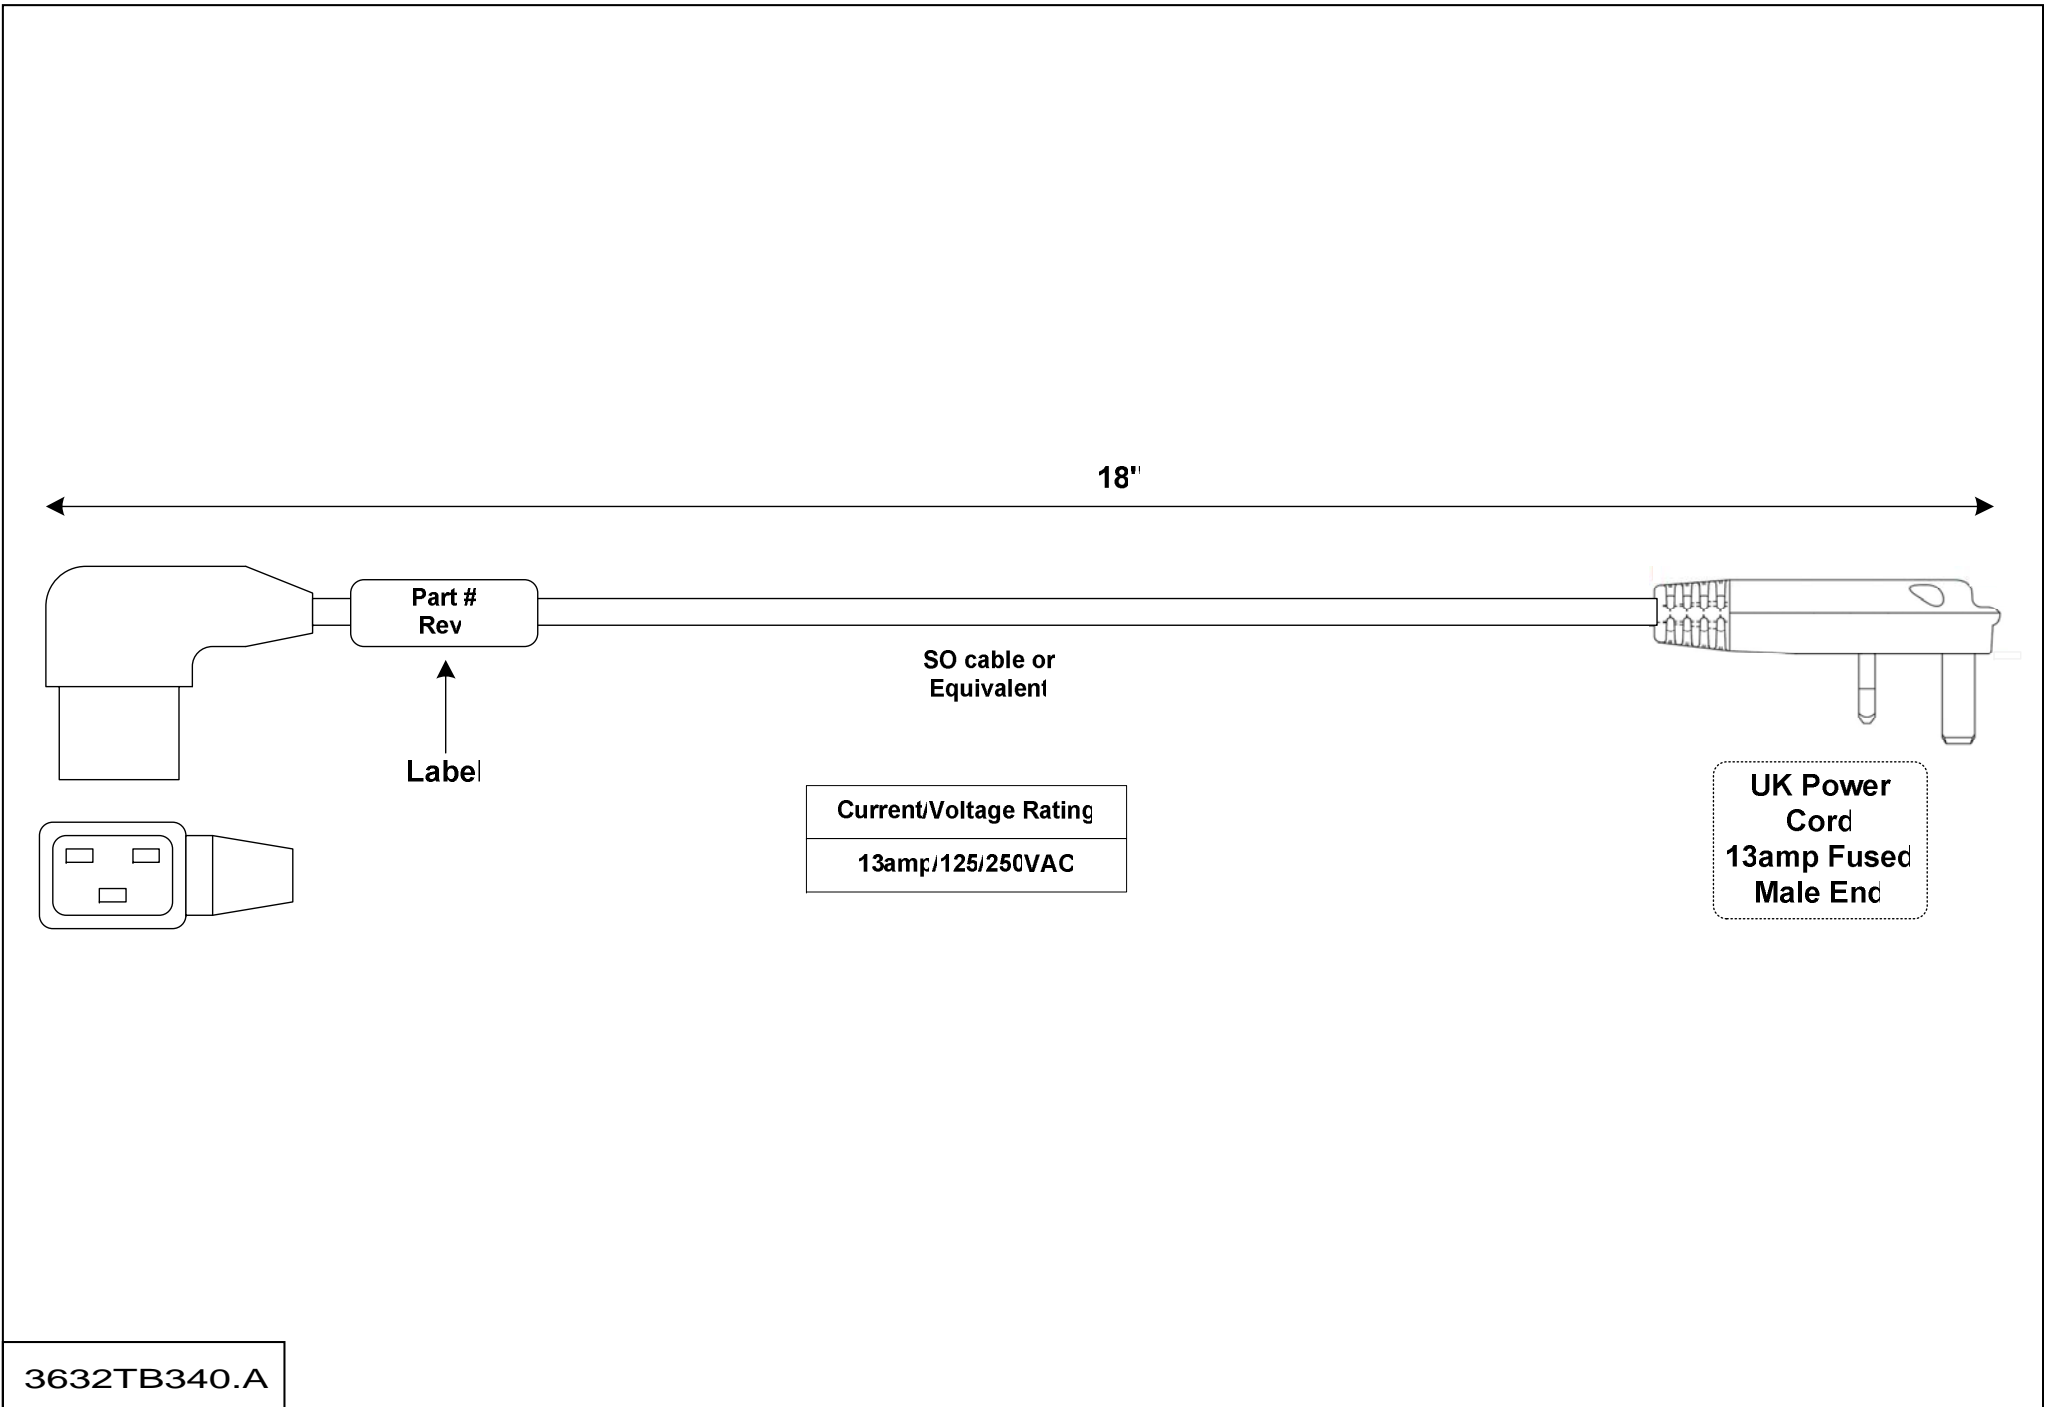 18"
Part #
Rev
SO cable or
Equivalent
Label
Current/Voltage Rating
13amp/125/250VAC
UK Power
Cord
13amp Fused
Male End
3632TB340.A